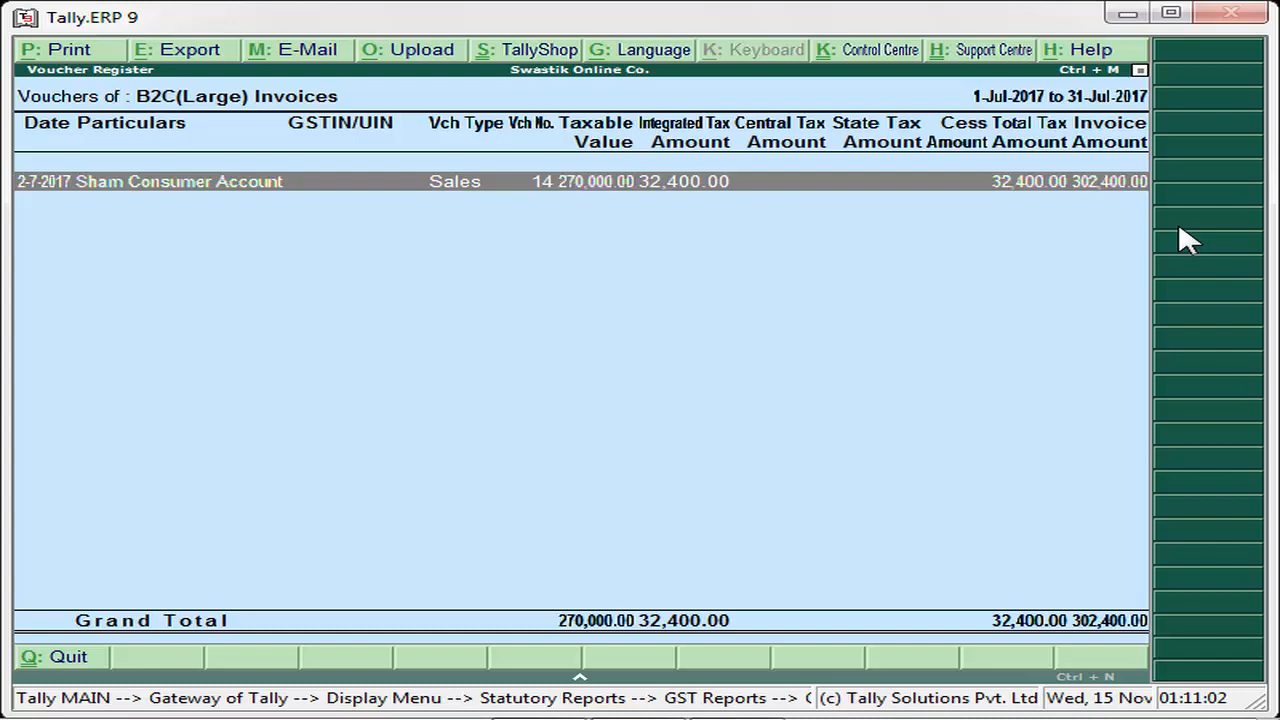 Tally.ERP 9
P: Print E: Export M: E-Mail O: Upload S: TallyShop G: Language K: Keyboard K: Control Centre H: Support Centre H: Help
Voucher Register Swastik Online Co. Ctrl + M
Vouchers of : B2C(Large) Invoices 1-Jul-2017 to 31-Jul-2017
Date Particulars GSTIN/UIN Vch Type Vch No. Taxable Integrated Tax Central Tax State Tax Cess Total Tax Invoice
Value Amount Amount Amount Amount Amount Amount
2-7-2017 Sham Consumer Account Sales 14 270,000.00 32,400.00 32,400.00 302,400.00
Grand Total 270,000.00 32,400.00 32,400.00 302,400.00
Q: Quit
Ctrl + N
Tally MAIN --> Gateway of Tally --> Display Menu --> Statutory Reports --> GST Reports --> (c) Tally Solutions Pvt. Ltd Wed, 15 Nov 01:11:02